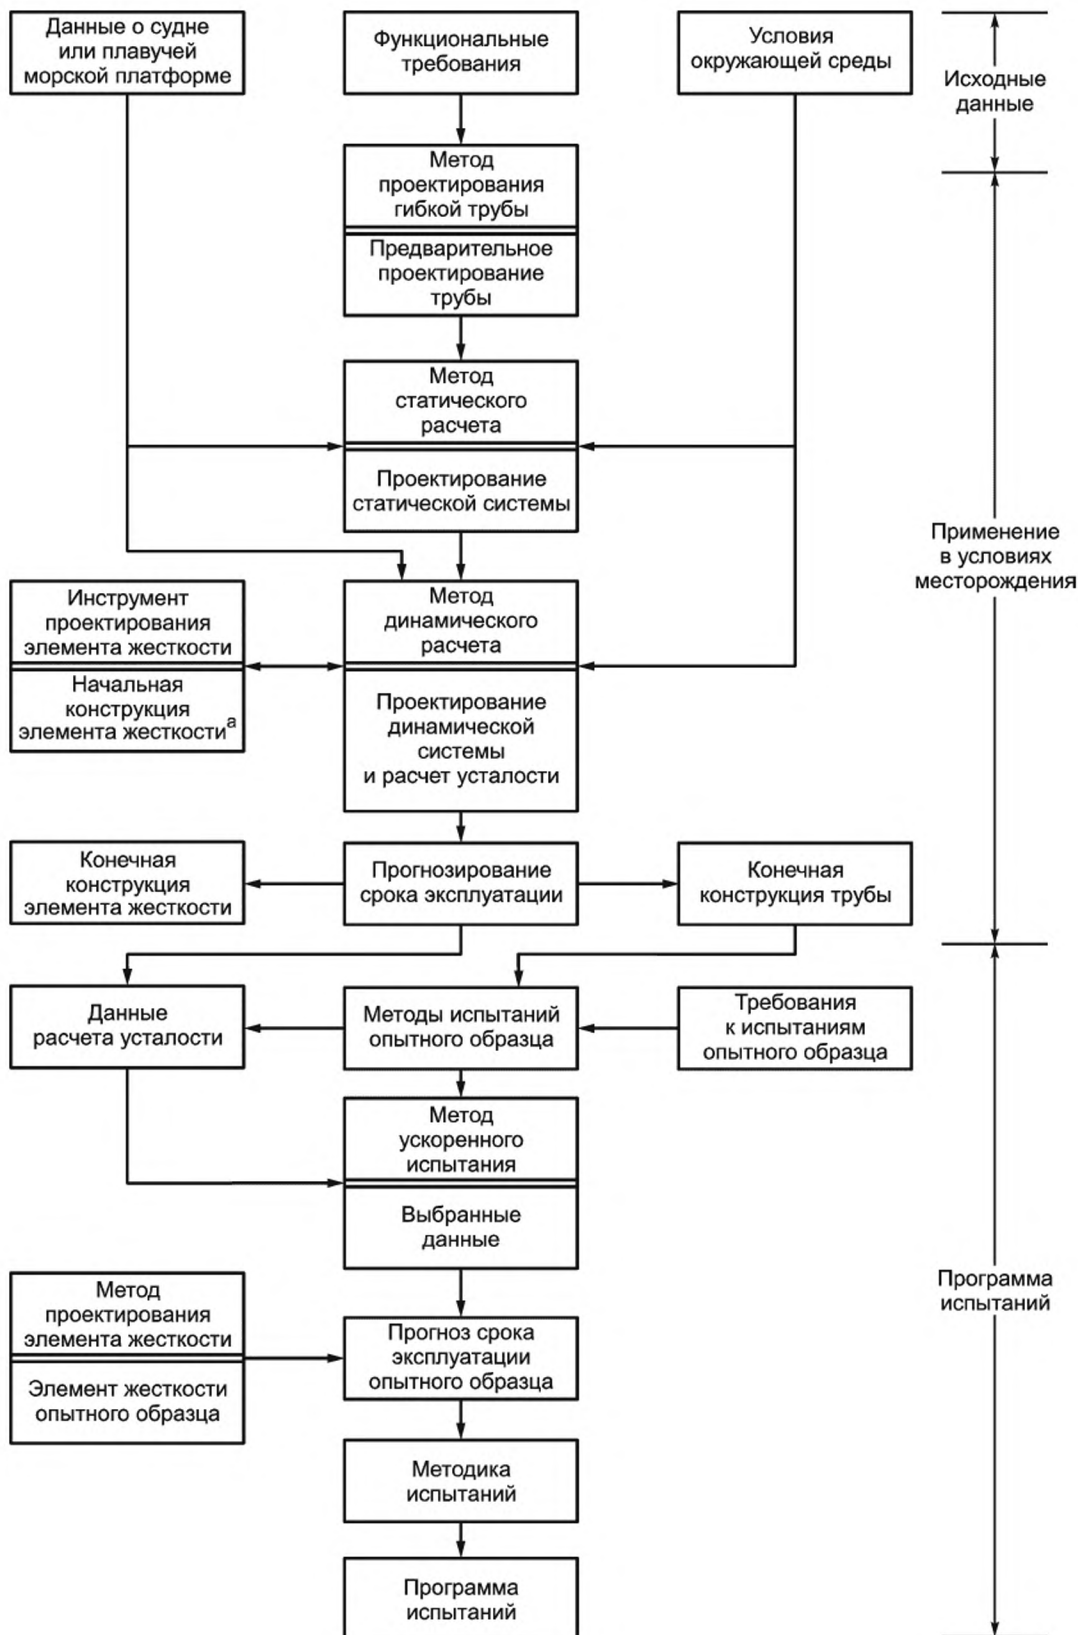 Данные о судне
или плавучей
морской платформе
Функциональные
требования
Условия
окружающей среды
Исходные
данные
Метод
проектирования
гибкой трубы
Предварительное
проектирование
трубы
Метод
статического
расчета
Проектирование
статической системы
Применение
в условиях
месторождения
Инструмент
проектирования
элемента жесткости
Начальная
конструкция
элемента жесткостиª
Метод
динамического
расчета
Проектирование
динамической
системы
и расчет усталости
Конечная
конструкция
элемента жесткости
Прогнозирование
срока эксплуатации
Конечная
конструкция трубы
Данные
расчета усталости
Методы испытаний
опытного образца
Требования
к испытаниям
опытного образца
Метод
ускоренного
испытания
Выбранные
данные
Программа
испытаний
Метод
проектирования
элемента жесткости
Элемент жесткости
опытного образца
Прогноз срока
эксплуатации
опытного образца
Методика
испытаний
Программа
испытаний